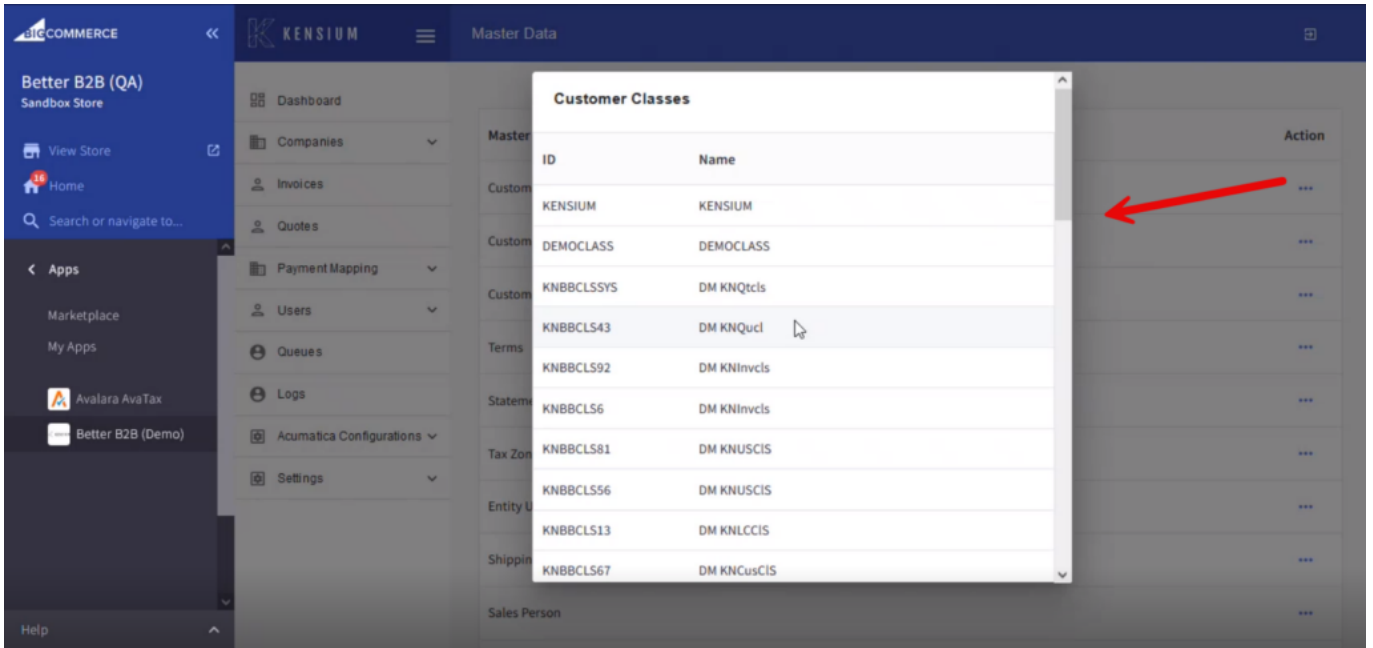 BIGCOMMERCE
Better B2B (QA)
Sandbox Store
View Store
16
Home
Search or navigate to...
Apps
Marketplace
My Apps
Avalara AvaTax
Better B2B (Demo)
Help
KENSIUM
Dashboard
Companies
Invoices
Quotes
Payment Mapping
Users
Queues
Logs
Acumatica Configurations
Settings
Master Data
Master
Action
Custom
Custom
Custom
Terms
Stateme
Tax Zon
Entity U
Shippin
Sales Person
Customer Classes
ID Name
KENSIUM KENSIUM
DEMOCLASS DEMOCLASS
KNBBCLSSYS DM KNQtcls
KNBBCLS43 DM KNQucl
KNBBCLS92 DM KNInvcls
KNBBCLS6 DM KNInvcls
KNBBCLS81 DM KNUSClS
KNBBCLS56 DM KNUSClS
KNBBCLS13 DM KNLCClS
KNBBCLS67 DM KNCusClS